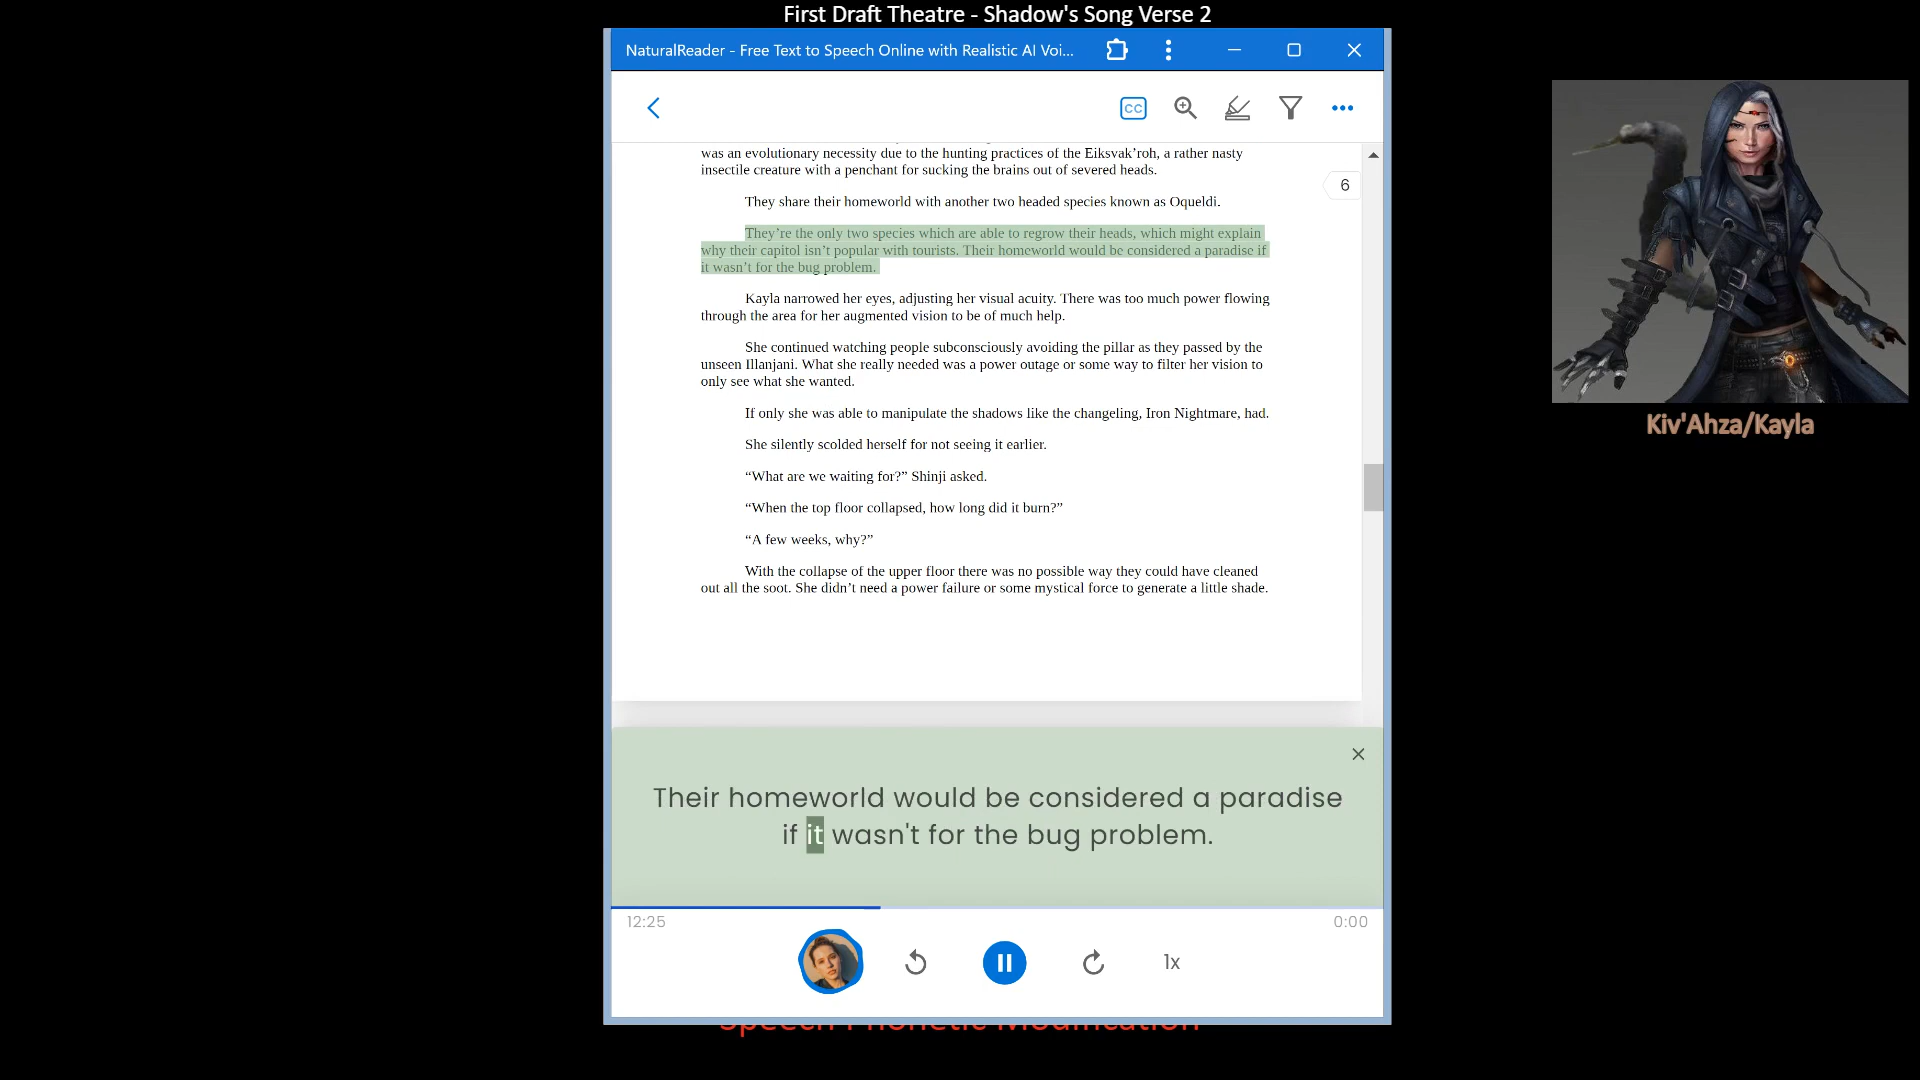 First Draft Theatre - Shadow's Song Verse 2
NaturalReader - Free Text to Speech Online with Realistic AI Voi...
CC
was an evolutionary necessity due to the hunting practices of the Eiksvak’roh, a rather nasty
insectile creature with a penchant for sucking the brains out of severed heads.
6
They share their homeworld with another two headed species known as Oqueldi.
They’re the only two species which are able to regrow their heads, which might explain
why their capitol isn’t popular with tourists. Their homeworld would be considered a paradise if
it wasn’t for the bug problem.
Kayla narrowed her eyes, adjusting her visual acuity. There was too much power flowing
through the area for her augmented vision to be of much help.
She continued watching people subconsciously avoiding the pillar as they passed by the
unseen Illanjani. What she really needed was a power outage or some way to filter her vision to
only see what she wanted.
If only she was able to manipulate the shadows like the changeling, Iron Nightmare, had.
She silently scolded herself for not seeing it earlier.
“What are we waiting for?” Shinji asked.
“When the top floor collapsed, how long did it burn?”
“A few weeks, why?”
With the collapse of the upper floor there was no possible way they could have cleaned
out all the soot. She didn’t need a power failure or some mystical force to generate a little shade.
Their homeworld would be considered a paradise
if it wasn't for the bug problem.
12:25
0:00
1x
Kiv'Ahza/Kayla
Speech Phonetic Modification